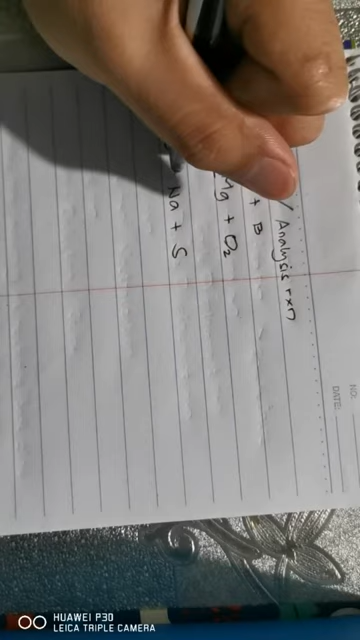 / Analysis rxn
+ B
Mg + O₂
Na + S
NO:
DATE:
HUAWEI P30
LEICA TRIPLE CAMERA